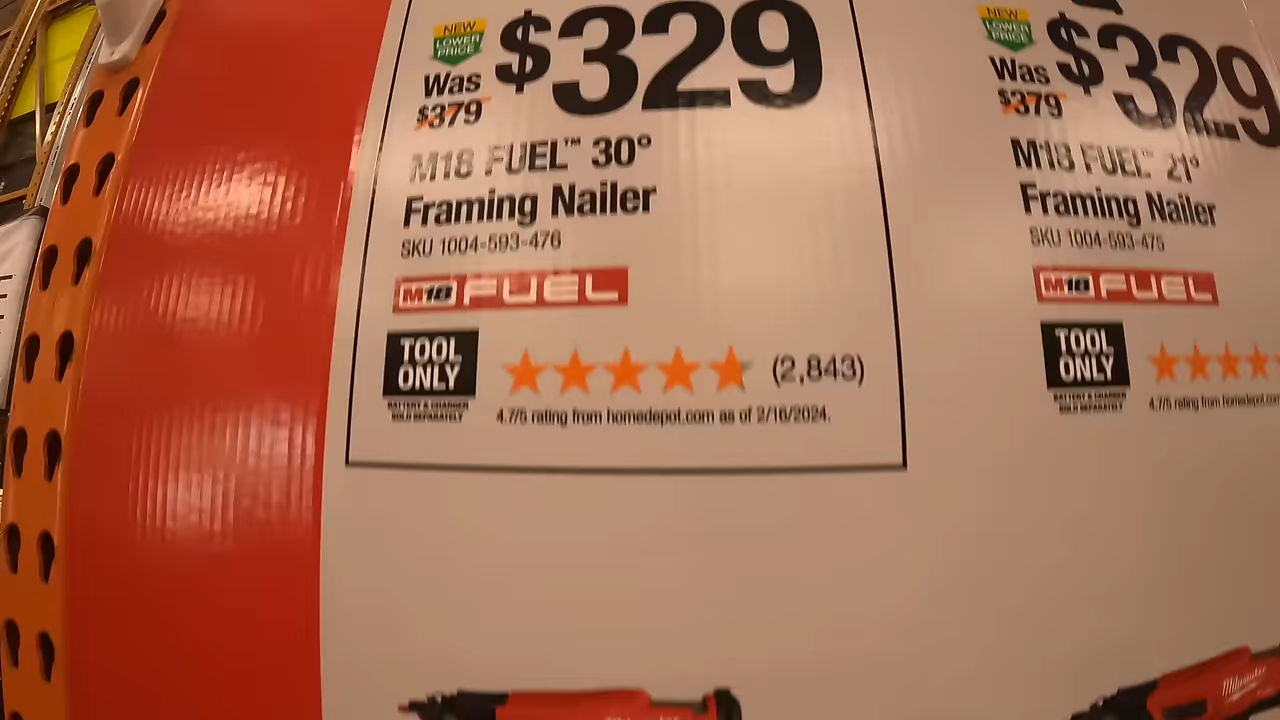 NEW
LOWER
PRICE
$329
Was
$379
M18 FUEL™ 30°
Framing Nailer
SKU 1004-593-476
M18 FUEL
TOOL
ONLY
BATTERY & CHARGER
SOLD SEPARATELY
(2,843)
4.7/5 rating from homedepot.com as of 2/16/2024.
NEW
LOWER
PRICE
$329
Was
$379
M18 FUEL™ 21°
Framing Nailer
SKU 1004-593-475
M18 FUEL
TOOL
ONLY
BATTERY & CHARGER
SOLD SEPARATELY
4.7/5 rating from homedepot.com
Milwaukee